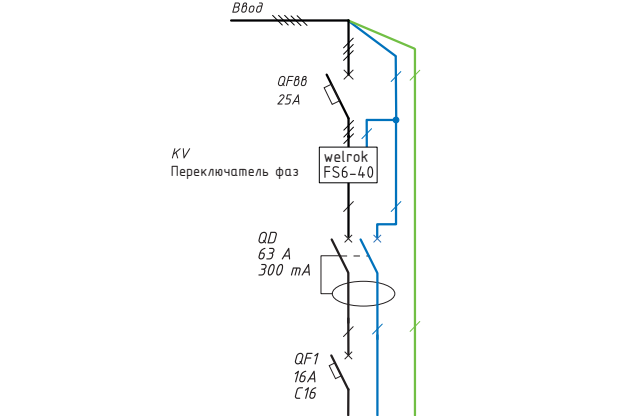 Ввод
QFвв
25А
welrok
FS6-40
KV
Переключатель фаз
QD
63 А
300 mA
QF1
16А
C16